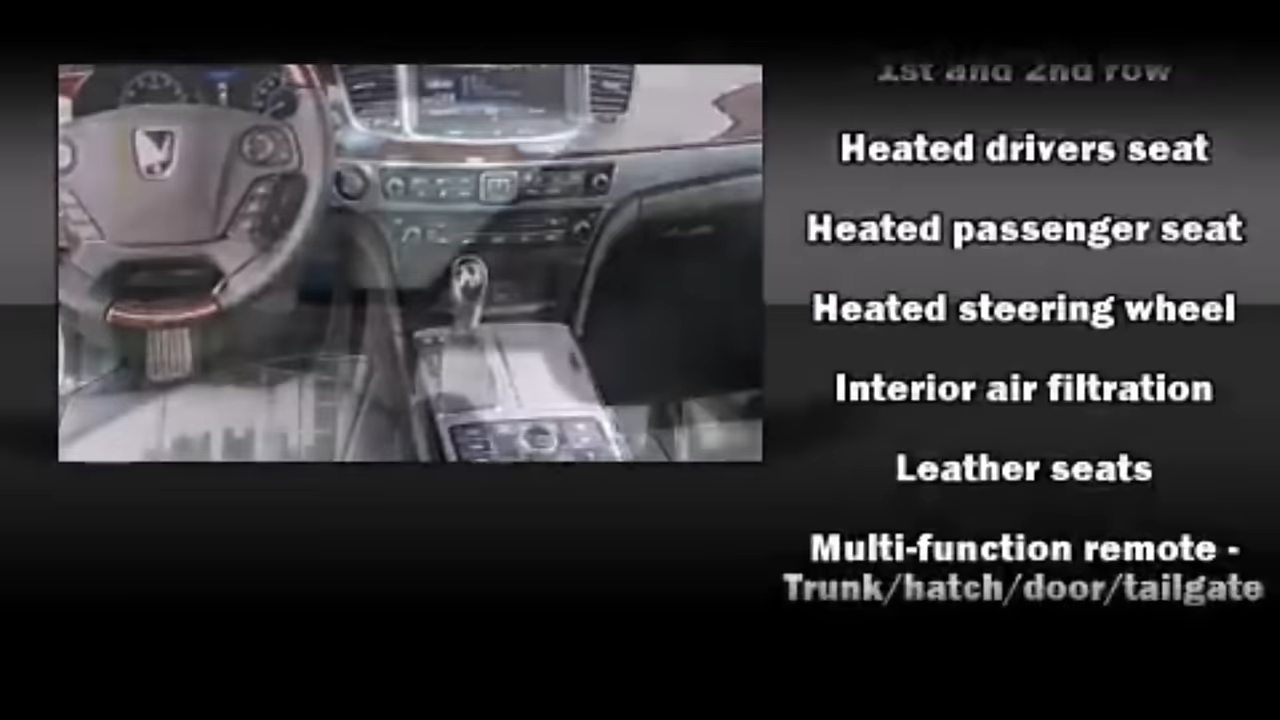 1st and 2nd row
Heated drivers seat
Heated passenger seat
Heated steering wheel
Interior air filtration
Leather seats
Multi-function remote -
Trunk/hatch/door/tailgate